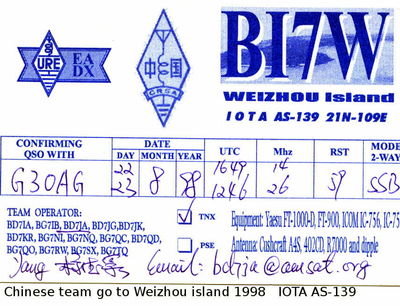 URE
EA
DX
中国
CRSA
BI7W
WEIZHOU Island
IOTA AS-139 21N-109E
CONFIRMING
QSO WITH
DATE
DAY MONTH YEAR
UTC
Mhz
RST
MODE
2-WAY
G3OAG
22 8 98 1649 14 59 SSB
23 1246 26
TEAM OPERATOR:
BD7IA, BG7IB, BD7JA, BD7JG,BD7JK,
BD7KR, BG7NI, BG7NQ, BG7QC, BD7QD,
BG7QO, BG7RW, BG7SX, BG7TQ
TNX
PSE
Equipment: Yaesu FT-1000-D, FT-900, ICOM IC-756, IC-75
Antenna: Cushcraft A4S, 402CD, R7000 and dipple
Yang
Email: bd7ja@amsat.org
Chinese team go to Weizhou island 1998 IOTA AS-139